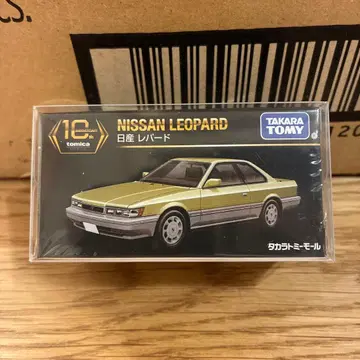 cs.
10th
tomica
NISSAN LEOPARD
日産 レパード
TAKARA
TOMY
タカラトミーモール